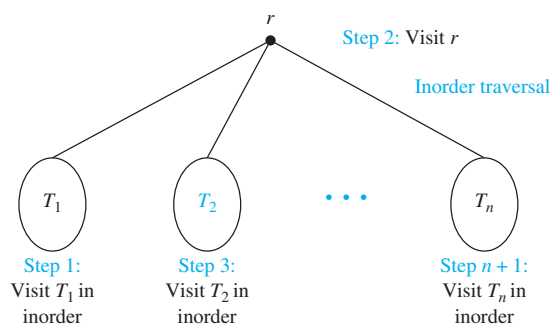 r
Step 2: Visit r
Inorder traversal
T1
T2
. . .
Tn
Step 1:
Visit T1 in
inorder
Step 3:
Visit T2 in
inorder
Step n + 1:
Visit Tn in
inorder